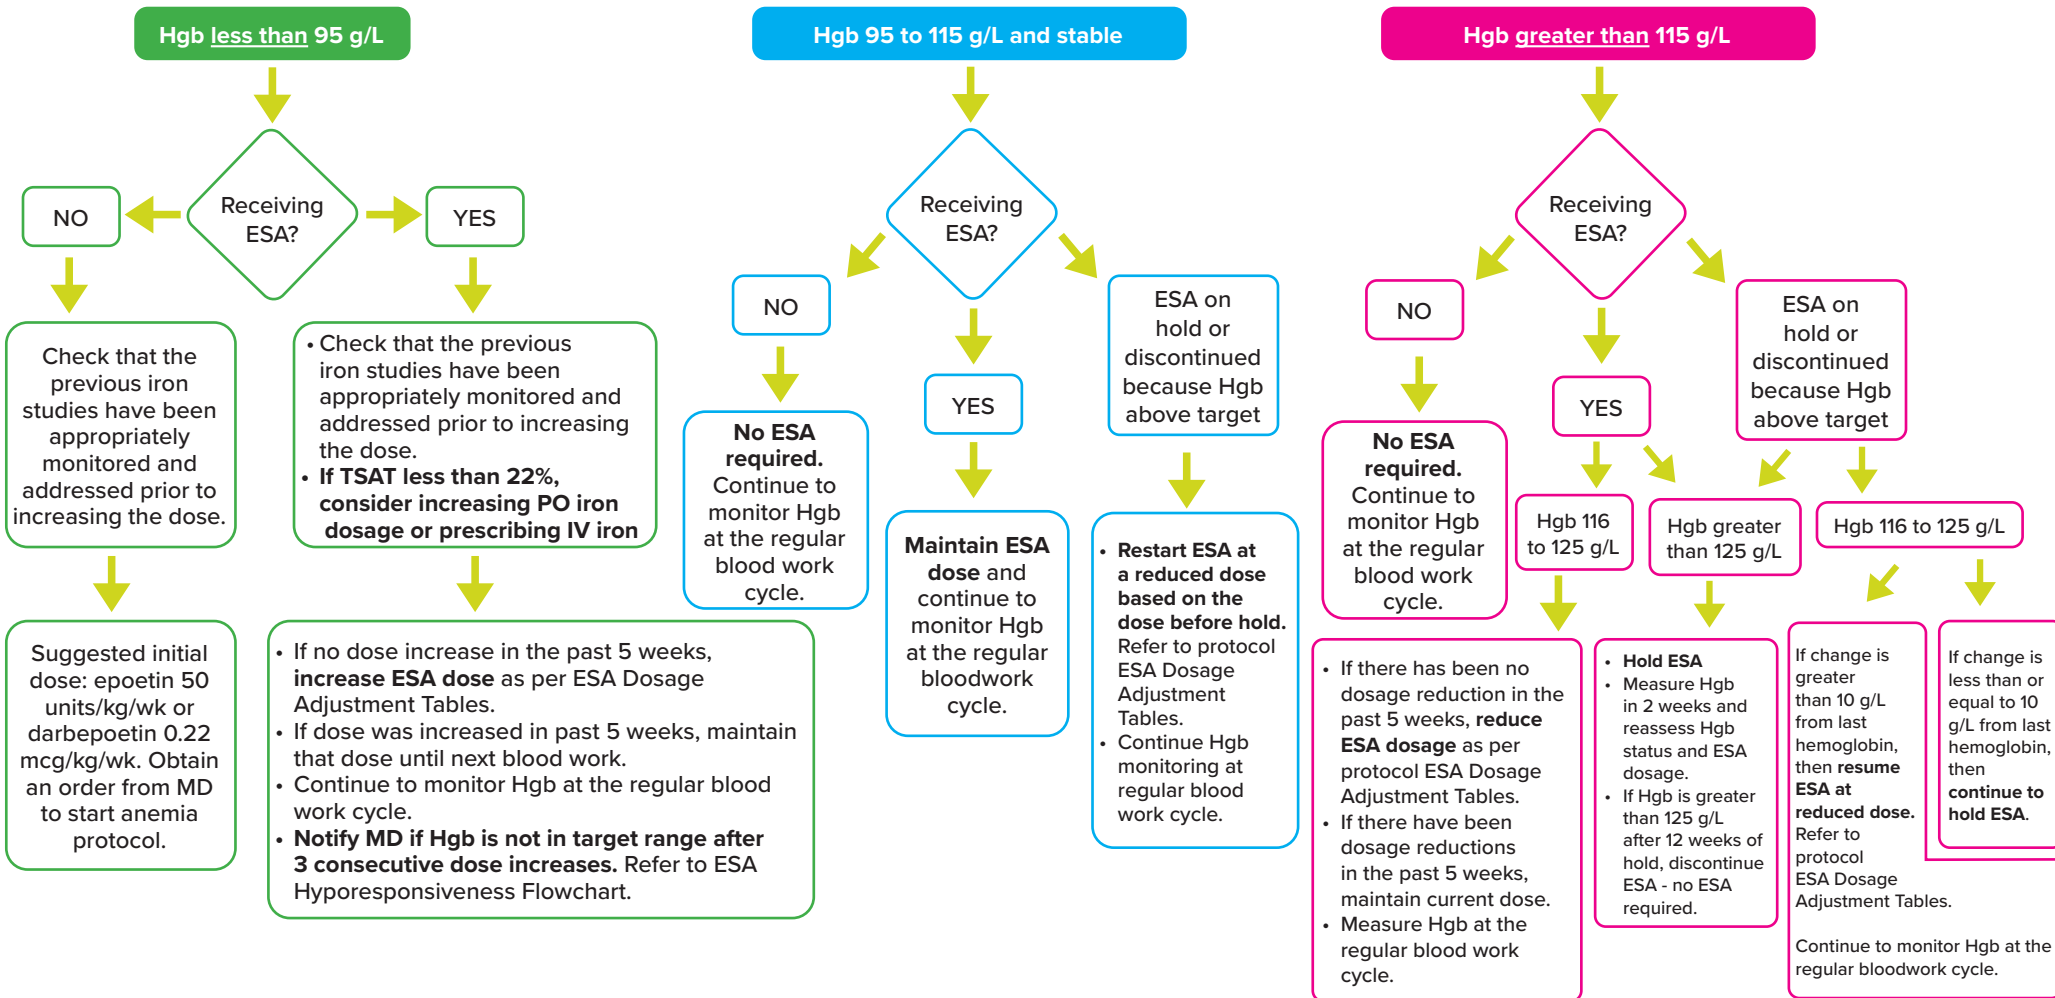 Hgb less than 95 g/L
Receiving
ESA?
NO
YES
Check that the
previous iron
studies have been
appropriately
monitored and
addressed prior to
increasing the dose.
• Check that the previous
iron studies have been
appropriately monitored and
addressed prior to increasing
the dose.
• If TSAT less than 22%,
consider increasing PO iron
dosage or prescribing IV iron
Suggested initial
dose: epoetin 50
units/kg/wk or
darbepoetin 0.22
mcg/kg/wk. Obtain
an order from MD
to start anemia
protocol.
• If no dose increase in the past 5 weeks,
increase ESA dose as per ESA Dosage
Adjustment Tables.
• If dose was increased in past 5 weeks, maintain
that dose until next blood work.
• Continue to monitor Hgb at the regular blood
work cycle.
• Notify MD if Hgb is not in target range after
3 consecutive dose increases. Refer to ESA
Hyporesponsiveness Flowchart.
Hgb 95 to 115 g/L and stable
Receiving
ESA?
NO
YES
ESA on
hold or
discontinued
because Hgb
above target
No ESA
required.
Continue to
monitor Hgb
at the regular
blood work
cycle.
Maintain ESA
dose and
continue to
monitor Hgb
at the regular
bloodwork
cycle.
• Restart ESA at
a reduced dose
based on the
dose before hold.
Refer to protocol
ESA Dosage
Adjustment
Tables.
• Continue Hgb
monitoring at
regular blood
work cycle.
Hgb greater than 115 g/L
Receiving
ESA?
NO
YES
ESA on
hold or
discontinued
because Hgb
above target
No ESA
required.
Continue to
monitor Hgb
at the regular
blood work
cycle.
Hgb 116
to 125 g/L
Hgb greater
than 125 g/L
Hgb 116 to 125 g/L
• If there has been no
dosage reduction in the
past 5 weeks, reduce
ESA dosage as per
protocol ESA Dosage
Adjustment Tables.
• If there have been
dosage reductions
in the past 5 weeks,
maintain current dose.
• Measure Hgb at the
regular blood work
cycle.
• Hold ESA
• Measure Hgb
in 2 weeks and
reassess Hgb
status and ESA
dosage.
• If Hgb is greater
than 125 g/L
after 12 weeks of
hold, discontinue
ESA - no ESA
required.
If change is
greater
than 10 g/L
from last
hemoglobin,
then resume
ESA at
reduced dose.
Refer to
protocol
ESA Dosage
Adjustment Tables.
Continue to monitor Hgb at the
regular bloodwork cycle.
If change is
less than or
equal to 10
g/L from last
hemoglobin,
then
continue to
hold ESA.